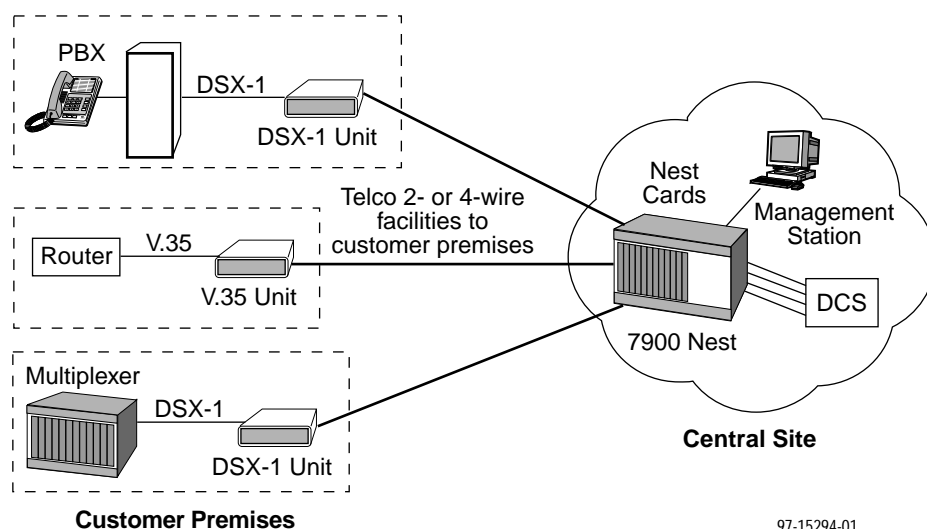 PBX
DSX-1
DSX-1 Unit
Router
V.35
V.35 Unit
Multiplexer
DSX-1
DSX-1 Unit
Customer Premises
Telco 2- or 4-wire
facilities to
customer premises
Nest
Cards
Management
Station
DCS
7900 Nest
Central Site
97-15294-01